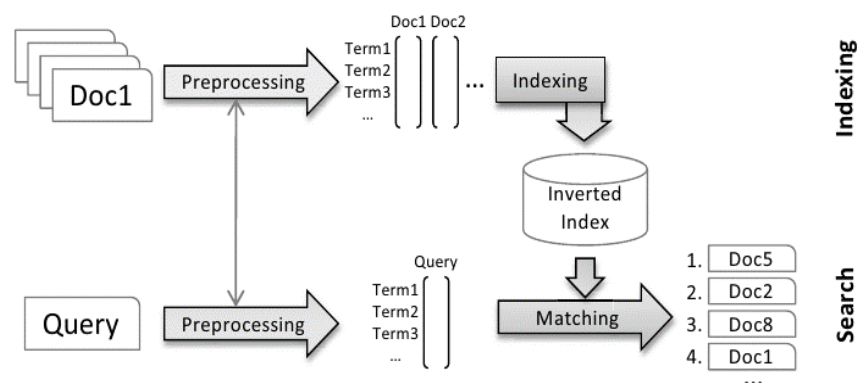 Doc1 Doc2
Term1
Term2
Term3
...
Doc1
Preprocessing
...
Indexing
Indexing
Inverted
Index
Query
Term1
Term2
Term3
...
Query
Preprocessing
Matching
1. Doc5
2. Doc2
3. Doc8
4. Doc1
...
Search